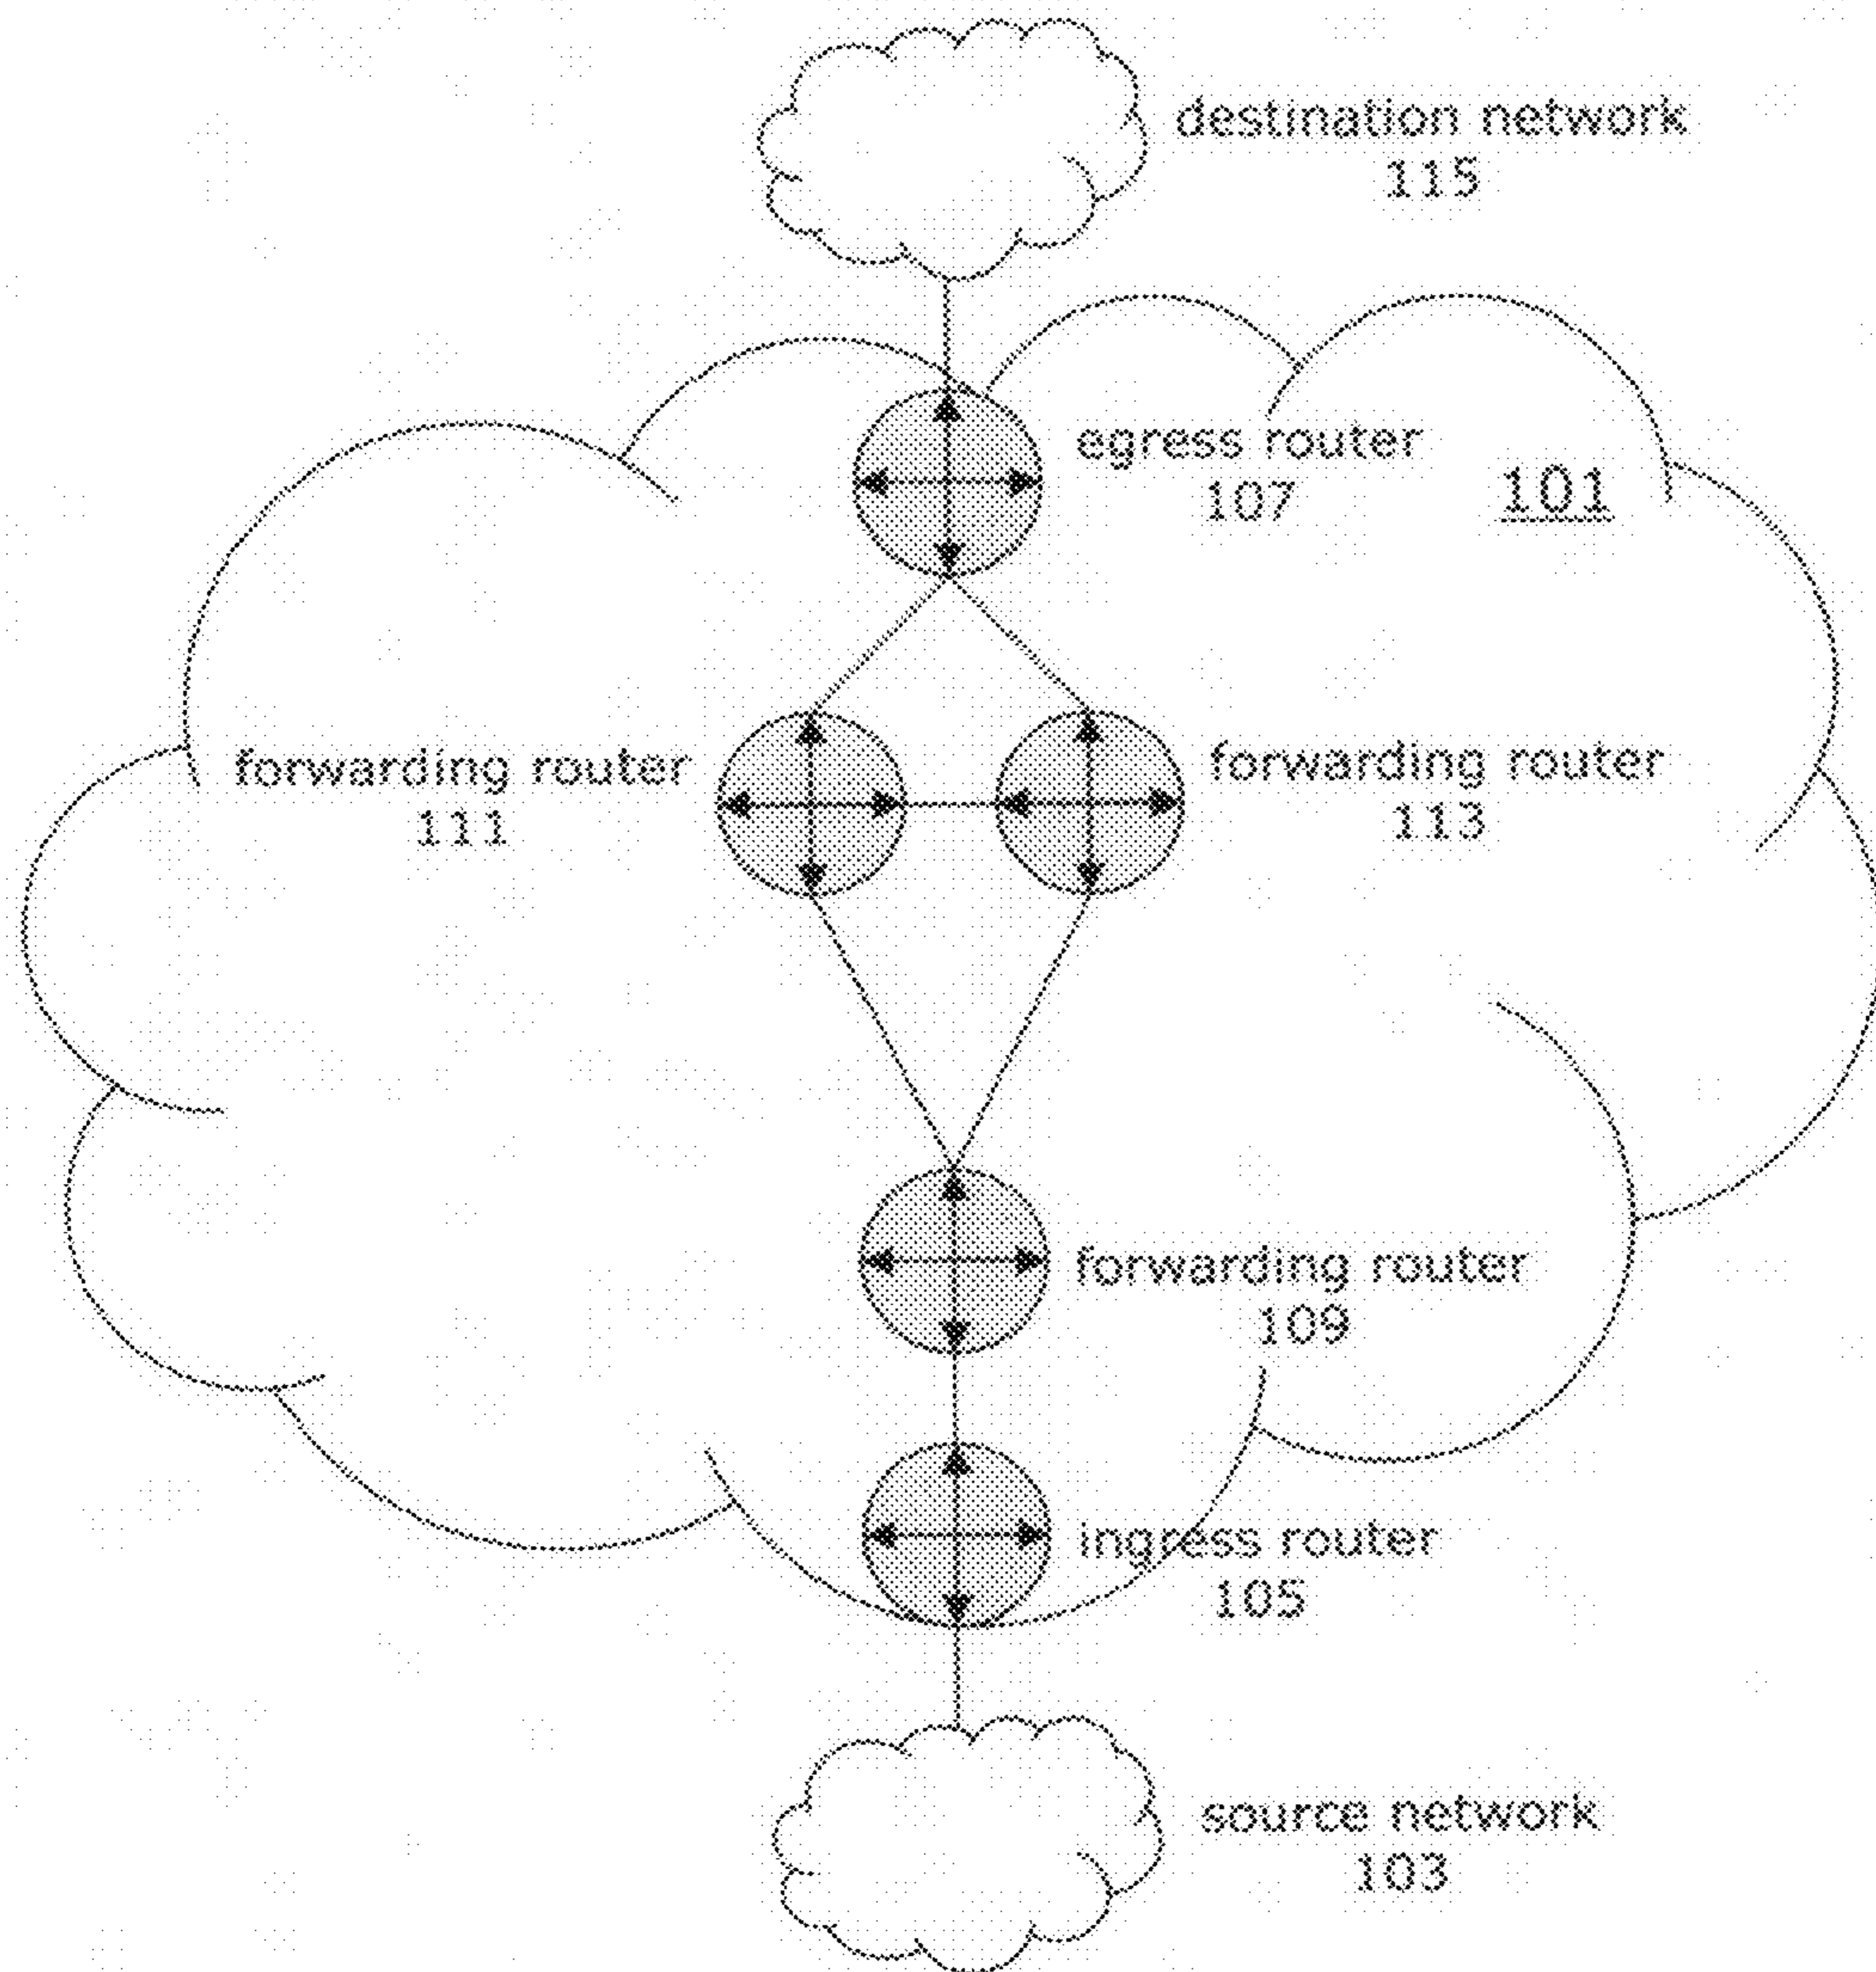 destination network
115
egress router
107
101
forwarding router
111
forwarding router
113
forwarding router
109
ingress router
105
source network
103